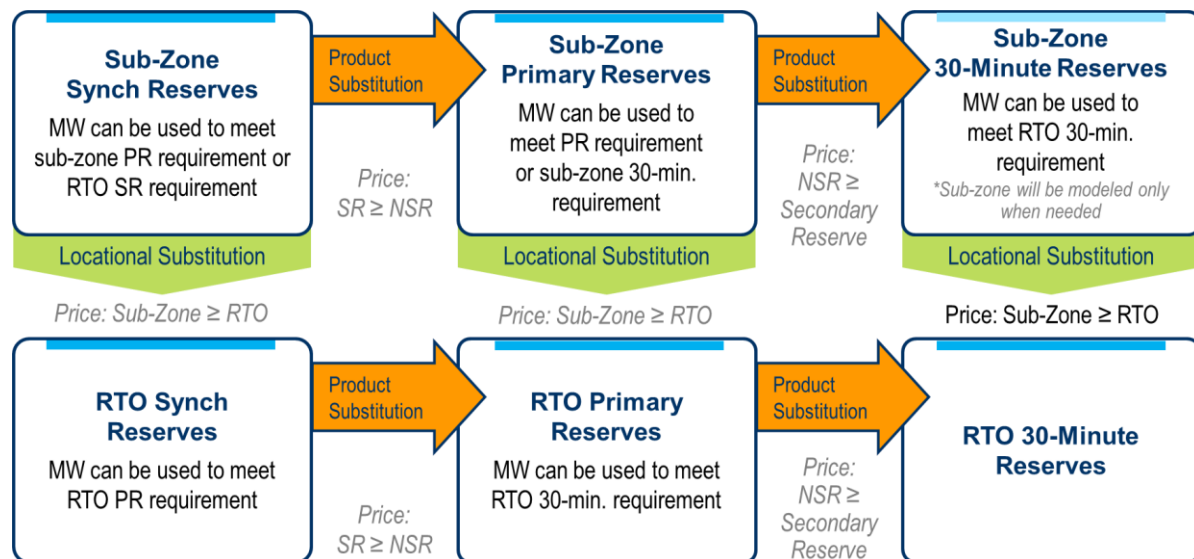 Sub-Zone
Synch Reserves
MW can be used to meet
sub-zone PR requirement or
RTO SR requirement
Product
Substitution
Price:
SR ≥ NSR
Sub-Zone
Primary Reserves
MW can be used to
meet PR requirement
or sub-zone 30-min.
requirement
Product
Substitution
Price:
NSR ≥
Secondary
Reserve
Sub-Zone
30-Minute Reserves
MW can be used to
meet RTO 30-min.
requirement
*Sub-zone will be modeled only
when needed
Locational Substitution
Locational Substitution
Locational Substitution
Price: Sub-Zone ≥ RTO
Price: Sub-Zone ≥ RTO
Price: Sub-Zone ≥ RTO
RTO Synch
Reserves
MW can be used to meet
RTO PR requirement
Product
Substitution
Price:
SR ≥ NSR
RTO Primary
Reserves
MW can be used to meet
RTO 30-min. requirement
Product
Substitution
Price:
NSR ≥
Secondary
Reserve
RTO 30-Minute
Reserves